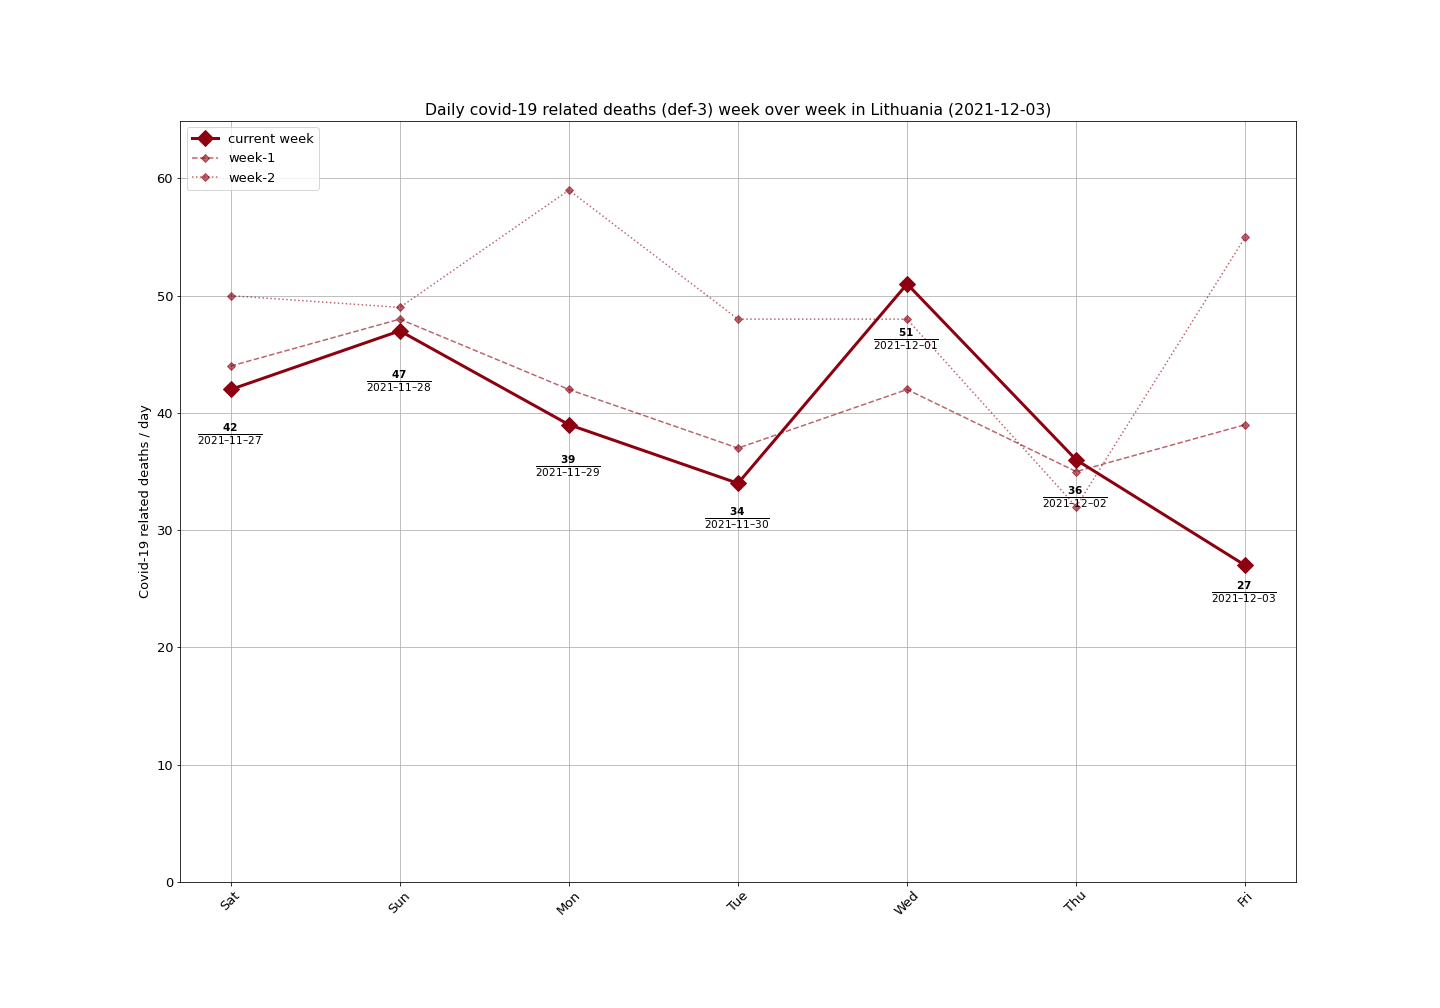 Daily covid-19 related deaths (def-3) week over week in Lithuania (2021-12-03)
current week
week-1
week-2
Covid-19 related deaths / day
60
50
40
30
20
10
0
42
2021–11–27
47
2021–11–28
39
2021–11–29
34
2021–11–30
51
2021–12–01
36
2021–12–02
27
2021–12–03
Sat
Sun
Mon
Tue
Wed
Thu
Fri